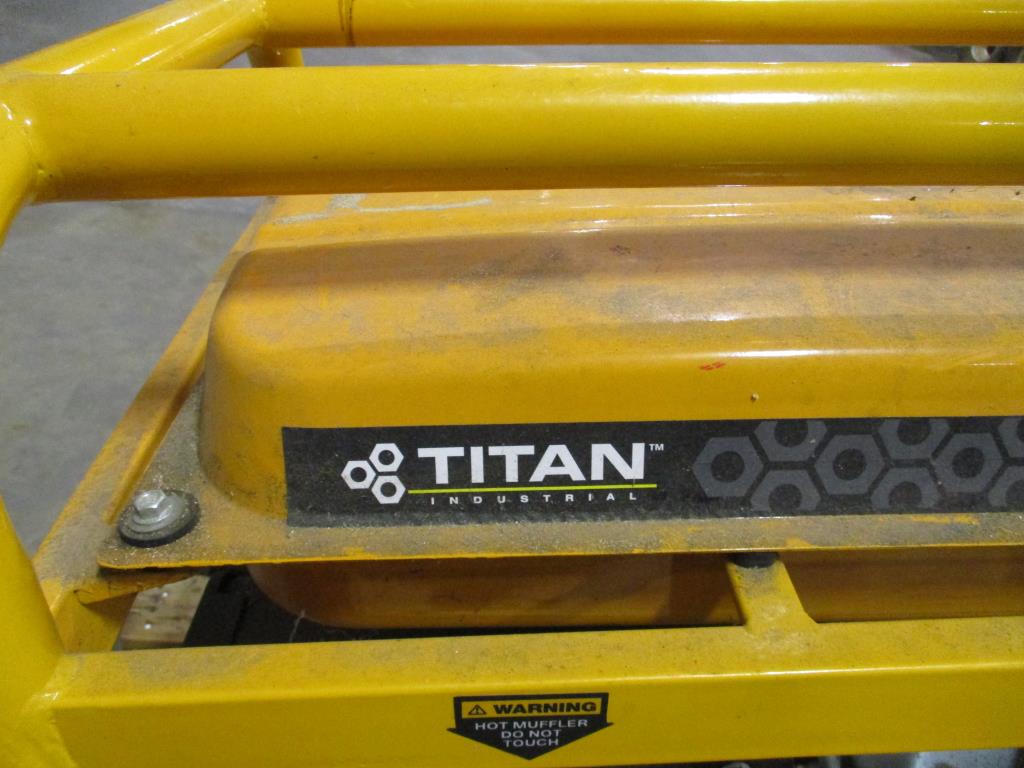 TITAN™
INDUSTRIAL
⚠ WARNING
HOT MUFFLER
DO NOT
TOUCH